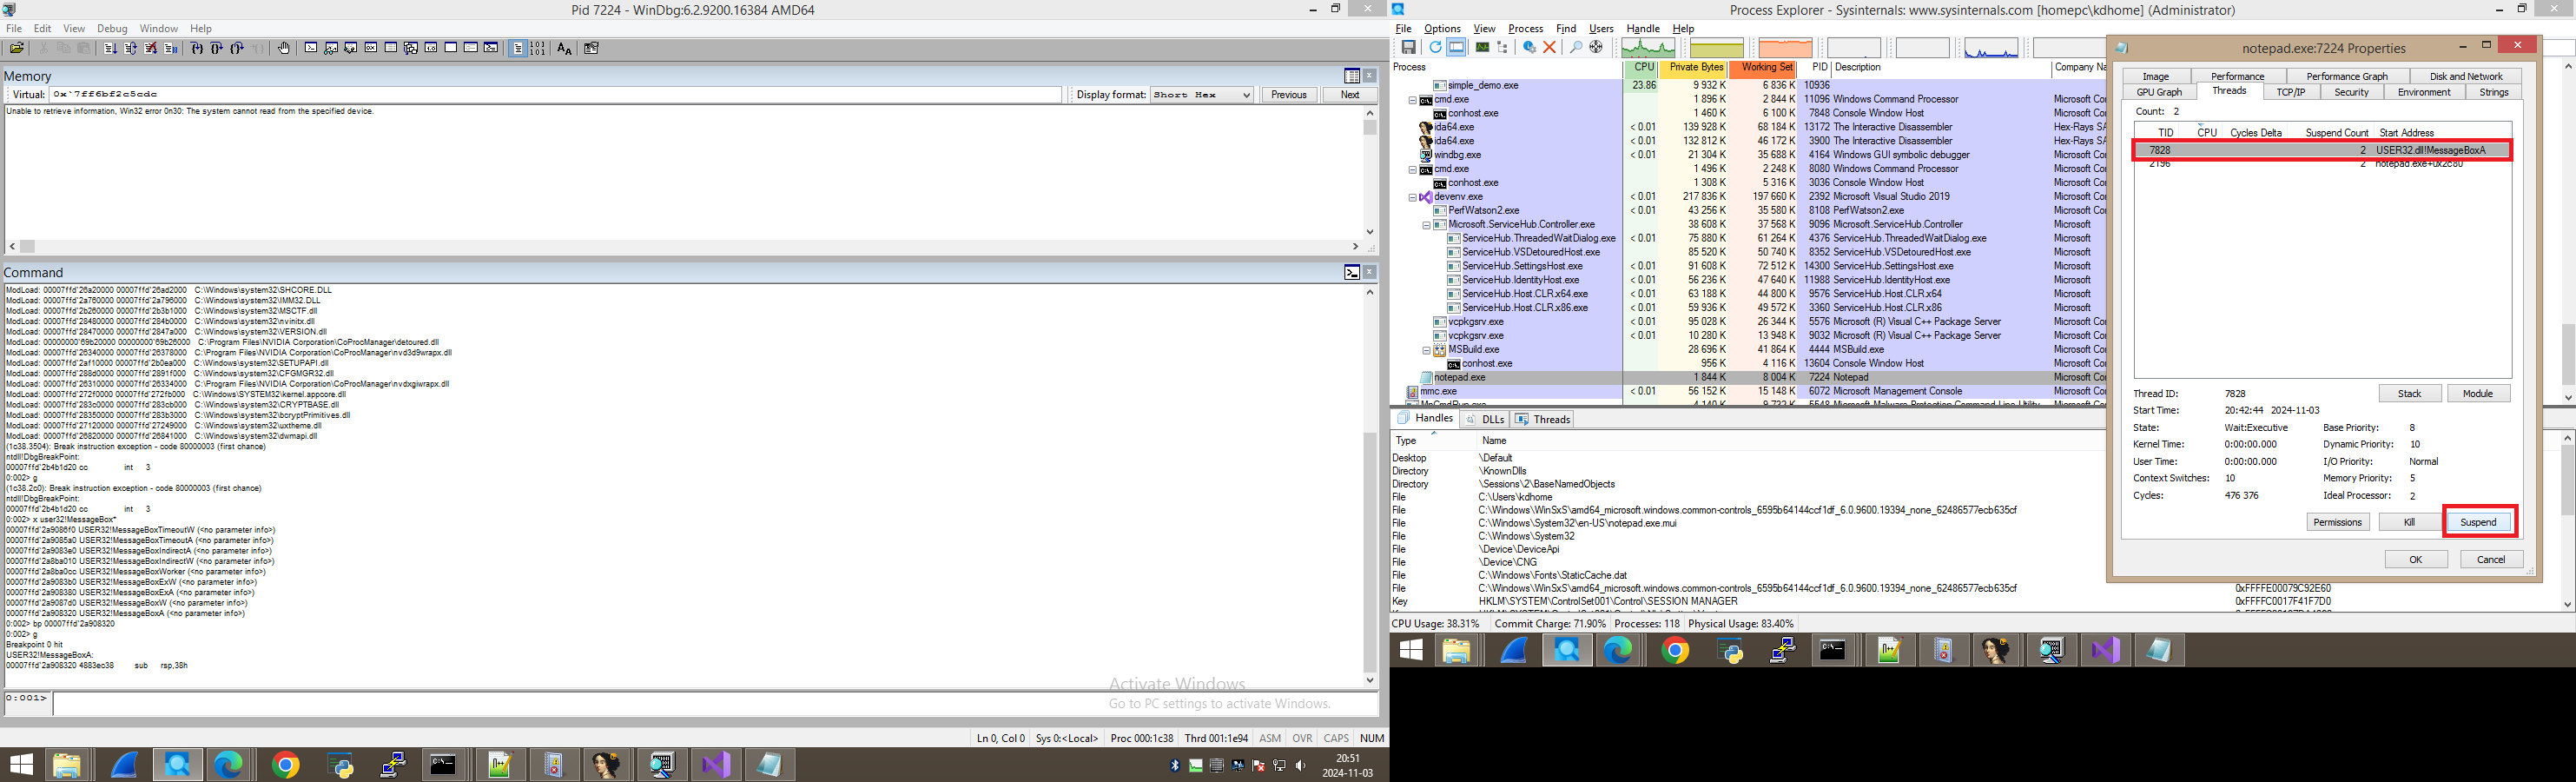 Pid 7224 - WinDbg:6.2.9200.16384 AMD64
File Edit View Debug Window Help
Memory
Virtual: 0x`7ff6bf2c5cdc Display format: Short Hex Previous Next
Unable to retrieve information, Win32 error 0n30: The system cannot read from the specified device.
Command
ModLoad: 00007ffd`26a20000 00007ffd`26ad2000 C:\Windows\system32\SHCORE.DLL
ModLoad: 00007ffd`2a760000 00007ffd`2a796000 C:\Windows\system32\IMM32.DLL
ModLoad: 00007ffd`2b260000 00007ffd`2b3b1000 C:\Windows\system32\MSCTF.dll
ModLoad: 00007ffd`28480000 00007ffd`284b0000 C:\Windows\system32\nvinitx.dll
ModLoad: 00007ffd`28470000 00007ffd`2847a000 C:\Windows\system32\VERSION.dll
ModLoad: 00000000`69b20000 00000000`69b26000 C:\Program Files\NVIDIA Corporation\CoProcManager\detoured.dll
ModLoad: 00007ffd`26340000 00007ffd`26378000 C:\Program Files\NVIDIA Corporation\CoProcManager\nvd3d9wrapx.dll
ModLoad: 00007ffd`2af10000 00007ffd`2b0ea000 C:\Windows\system32\SETUPAPI.dll
ModLoad: 00007ffd`288d0000 00007ffd`2891f000 C:\Windows\system32\CFGMGR32.dll
ModLoad: 00007ffd`26310000 00007ffd`26334000 C:\Program Files\NVIDIA Corporation\CoProcManager\nvdxgiwrapx.dll
ModLoad: 00007ffd`272f0000 00007ffd`272fb000 C:\Windows\SYSTEM32\kernel.appcore.dll
ModLoad: 00007ffd`283c0000 00007ffd`283cb000 C:\Windows\system32\CRYPTBASE.dll
ModLoad: 00007ffd`28350000 00007ffd`283b3000 C:\Windows\system32\bcryptPrimitives.dll
ModLoad: 00007ffd`27120000 00007ffd`27249000 C:\Windows\system32\uxtheme.dll
ModLoad: 00007ffd`26820000 00007ffd`26841000 C:\Windows\system32\dwmapi.dll
(1c38.3504): Break instruction exception - code 80000003 (first chance)
ntdll!DbgBreakPoint:
00007ffd`2b4b1d20 cc int 3
0:002> g
(1c38.2c0): Break instruction exception - code 80000003 (first chance)
ntdll!DbgBreakPoint:
00007ffd`2b4b1d20 cc int 3
0:002> x user32!MessageBox*
00007ffd`2a9086f0 USER32!MessageBoxTimeoutW (<no parameter info>)
00007ffd`2a9085a0 USER32!MessageBoxTimeoutA (<no parameter info>)
00007ffd`2a9083e0 USER32!MessageBoxIndirectA (<no parameter info>)
00007ffd`2a8ba010 USER32!MessageBoxIndirectW (<no parameter info>)
00007ffd`2a8ba0cc USER32!MessageBoxWorker (<no parameter info>)
00007ffd`2a9083b0 USER32!MessageBoxExW (<no parameter info>)
00007ffd`2a908380 USER32!MessageBoxExA (<no parameter info>)
00007ffd`2a9087d0 USER32!MessageBoxW (<no parameter info>)
00007ffd`2a908320 USER32!MessageBoxA (<no parameter info>)
0:002> bp 00007ffd`2a908320
0:002> g
Breakpoint 0 hit
USER32!MessageBoxA:
00007ffd`2a908320 4883ec38 sub rsp,38h
0:001>
Activate Windows
Go to PC settings to activate Windows.
Ln 0, Col 0 Sys 0:<Local> Proc 000:1c38 Thrd 001:1e94 ASM OVR CAPS NUM
20:51
2024-11-03
Process Explorer - Sysinternals: www.sysinternals.com [homepc\kdhome] (Administrator)
File Options View Process Find Users Handle Help
Process CPU Private Bytes Working Set PID Description Company Na
simple_demo.exe 23.86 9 932 K 6 836 K 10936
cmd.exe 1 896 K 2 844 K 11096 Windows Command Processor Microsoft Co
conhost.exe 1 460 K 6 100 K 7848 Console Window Host Microsoft Co
ida64.exe < 0.01 139 928 K 68 184 K 13172 The Interactive Disassembler Hex-Rays SA
ida64.exe < 0.01 132 812 K 46 172 K 3900 The Interactive Disassembler Hex-Rays SA
windbg.exe < 0.01 21 304 K 35 688 K 4164 Windows GUI symbolic debugger Microsoft Co
cmd.exe 1 496 K 2 248 K 8080 Windows Command Processor Microsoft Co
conhost.exe 1 308 K 5 316 K 3036 Console Window Host Microsoft Co
devenv.exe < 0.01 217 836 K 197 660 K 2392 Microsoft Visual Studio 2019 Microsoft Co
PerfWatson2.exe < 0.01 43 256 K 35 580 K 8108 PerfWatson2.exe Microsoft Co
Microsoft.ServiceHub.Controller.exe 38 608 K 37 568 K 9096 Microsoft.ServiceHub.Controller Microsoft
ServiceHub.ThreadedWaitDialog.exe < 0.01 75 880 K 61 264 K 4376 ServiceHub.ThreadedWaitDialog.exe Microsoft
ServiceHub.VSDetouredHost.exe 85 520 K 50 740 K 8352 ServiceHub.VSDetouredHost.exe Microsoft
ServiceHub.SettingsHost.exe < 0.01 91 608 K 72 512 K 14300 ServiceHub.SettingsHost.exe Microsoft
ServiceHub.IdentityHost.exe < 0.01 56 236 K 47 640 K 11988 ServiceHub.IdentityHost.exe Microsoft
ServiceHub.Host.CLR.x64.exe < 0.01 63 188 K 44 800 K 9576 ServiceHub.Host.CLR.x64 Microsoft
ServiceHub.Host.CLR.x86.exe < 0.01 59 936 K 49 572 K 3360 ServiceHub.Host.CLR.x86 Microsoft
vcpkgsrv.exe < 0.01 95 028 K 26 344 K 5576 Microsoft (R) Visual C++ Package Server Microsoft Co
vcpkgsrv.exe < 0.01 10 280 K 13 948 K 9032 Microsoft (R) Visual C++ Package Server Microsoft Co
MSBuild.exe 28 696 K 41 864 K 4444 MSBuild.exe Microsoft Co
conhost.exe 956 K 4 116 K 13604 Console Window Host Microsoft Co
notepad.exe 1 844 K 8 004 K 7224 Notepad Microsoft Co
mmc.exe < 0.01 56 152 K 15 148 K 6072 Microsoft Management Console Microsoft Co
Handles DLLs Threads
Type Name
Desktop \Default
Directory \KnownDlls
Directory \Sessions\2\BaseNamedObjects
File C:\Users\kdhome
File C:\Windows\WinSxS\amd64_microsoft.windows.common-controls_6595b64144ccf1df_6.0.9600.19394_none_62486577ecb635cf
File C:\Windows\System32\en-US\notepad.exe.mui
File C:\Windows\System32
File \Device\DeviceApi
File \Device\CNG
File C:\Windows\Fonts\StaticCache.dat
File C:\Windows\WinSxS\amd64_microsoft.windows.common-controls_6595b64144ccf1df_6.0.9600.19394_none_62486577ecb635cf 0xFFFFE00079C92E60
Key HKLM\SYSTEM\ControlSet001\Control\SESSION MANAGER 0xFFFFC0017F41F7D0
CPU Usage: 38.31% Commit Charge: 71.90% Processes: 118 Physical Usage: 83.40%
notepad.exe:7224 Properties
Image Performance Performance Graph Disk and Network
GPU Graph Threads TCP/IP Security Environment Strings
Count: 2
TID CPU Cycles Delta Suspend Count Start Address
7828 2 USER32.dll!MessageBoxA
2196 2 notepad.exe+0x2c80
Thread ID: 7828 Stack Module
Start Time: 20:42:44 2024-11-03
State: Wait:Executive Base Priority: 8
Kernel Time: 0:00:00.000 Dynamic Priority: 10
User Time: 0:00:00.000 I/O Priority: Normal
Context Switches: 10 Memory Priority: 5
Cycles: 476 376 Ideal Processor: 2
Permissions Kill Suspend
OK Cancel